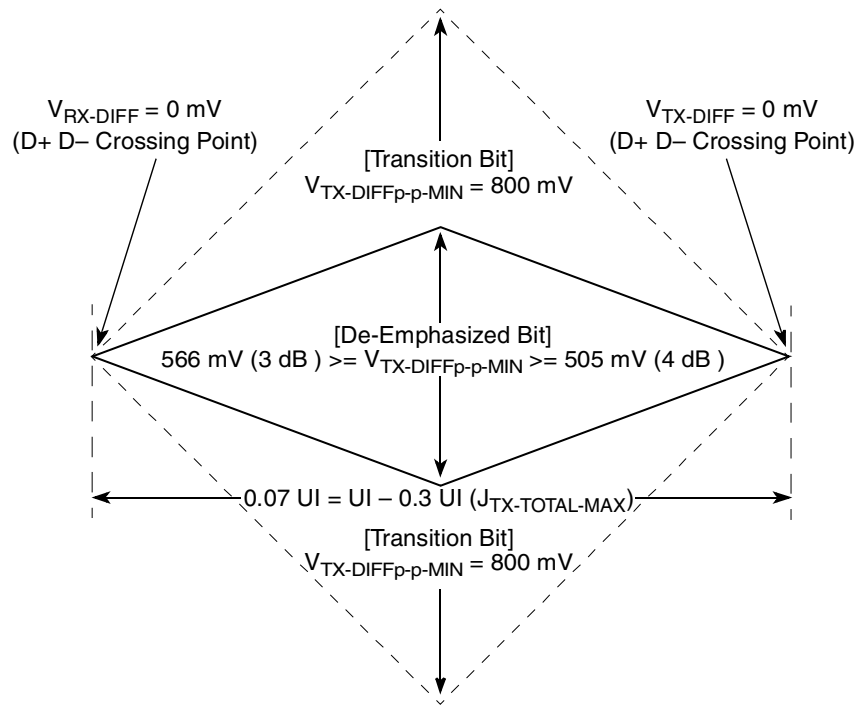 V_RX-DIFF = 0 mV
(D+ D– Crossing Point)
V_TX-DIFF = 0 mV
(D+ D– Crossing Point)
[Transition Bit]
V_TX-DIFFp-p-MIN = 800 mV
[De-Emphasized Bit]
566 mV (3 dB ) >= V_TX-DIFFp-p-MIN >= 505 mV (4 dB )
0.07 UI = UI – 0.3 UI (J_TX-TOTAL-MAX)
[Transition Bit]
V_TX-DIFFp-p-MIN = 800 mV